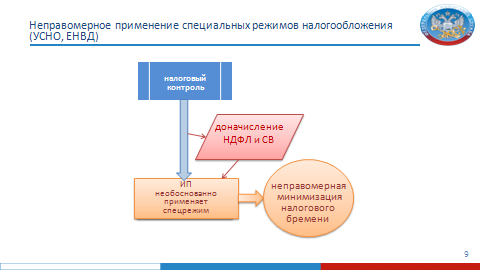 Неправомерное применение специальных режимов налогообложения
(УСНО, ЕНВД)
налоговый
контроль
доначисление
НДФЛ и СВ
ИП
необоснованно
применяет
спецрежим
неправомерная
минимизация
налогового
бремени
9